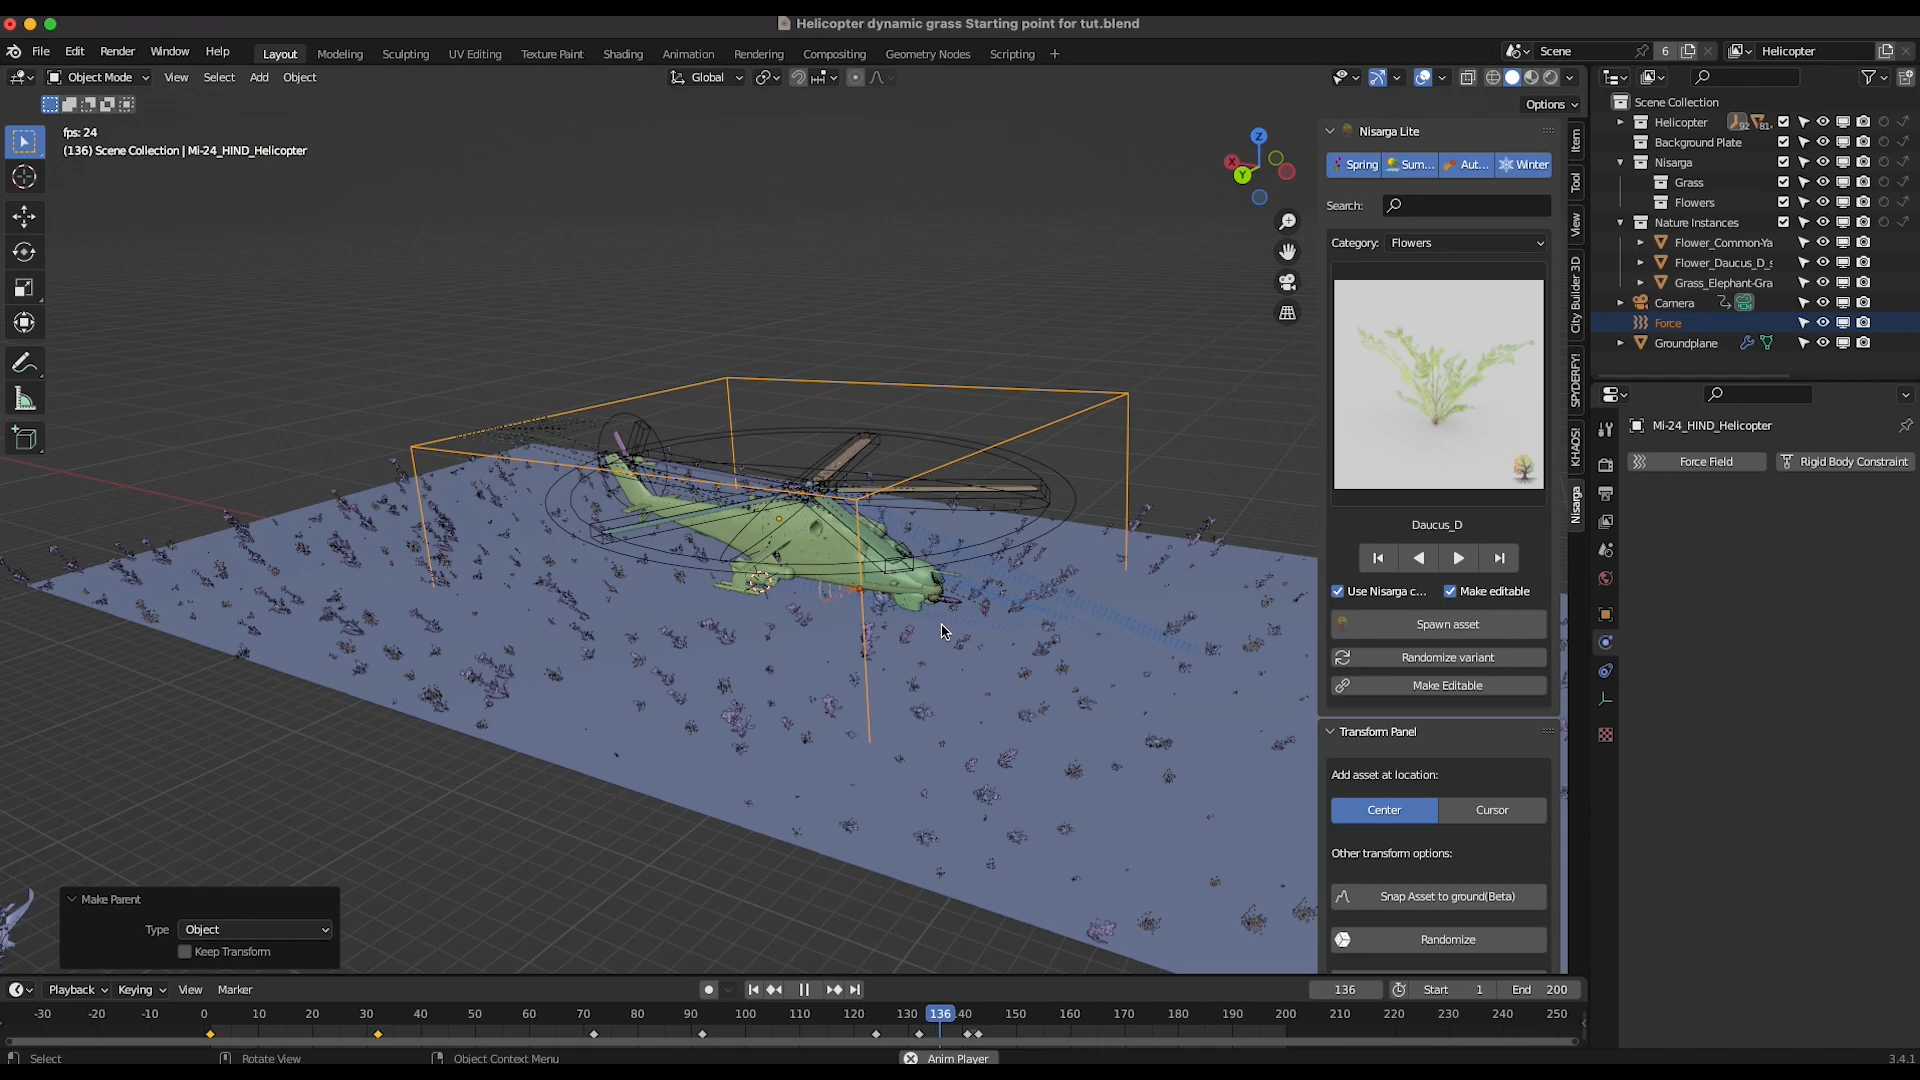 Helicopter dynamic grass Starting point for tut.blend
File Edit Render Window Help Layout Modeling Sculpting UV Editing Texture Paint Shading Animation Rendering Compositing Geometry Nodes Scripting + Scene 6 Helicopter
Object Mode View Select Add Object Global
Options
fps: 24
(136) Scene Collection | Mi-24_HIND_Helicopter
Z
X
Y
Nisarga Lite
Spring Sum... Aut... Winter
Search:
Category: Flowers
Daucus_D
Use Nisarga c... Make editable
Spawn asset
Randomize variant
Make Editable
Transform Panel
Add asset at location:
Center Cursor
Other transform options:
Snap Asset to ground(Beta)
Randomize
Item
Tool
View
City Builder 3D
SPYDERFY!
KHAOS!
Nisarga
Scene Collection
Helicopter 92 81
Background Plate
Nisarga
Grass
Flowers
Nature Instances
Flower_Common-Ya
Flower_Daucus_D_s
Grass_Elephant-Gra
Camera
Force
Groundplane
Mi-24_HIND_Helicopter
Force Field Rigid Body Constraint
Make Parent
Type Object
Keep Transform
Playback Keying View Marker 136 Start 1 End 200
-30 -20 -10 0 10 20 30 40 50 60 70 80 90 100 110 120 130 136 140 150 160 170 180 190 200 210 220 230 240 250
Select Rotate View Object Context Menu Anim Player 3.4.1